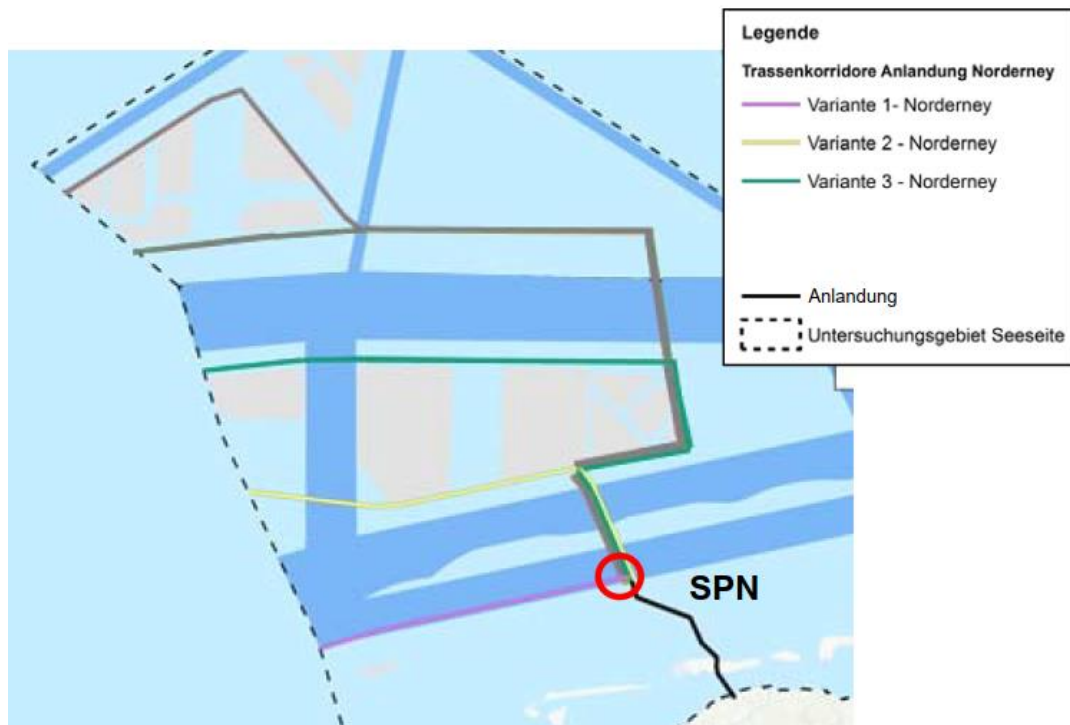 Legende
Trassenkorridore Anlandung Norderney
Variante 1- Norderney
Variante 2 - Norderney
Variante 3 - Norderney
Anlandung
Untersuchungsgebiet Seeseite
SPN